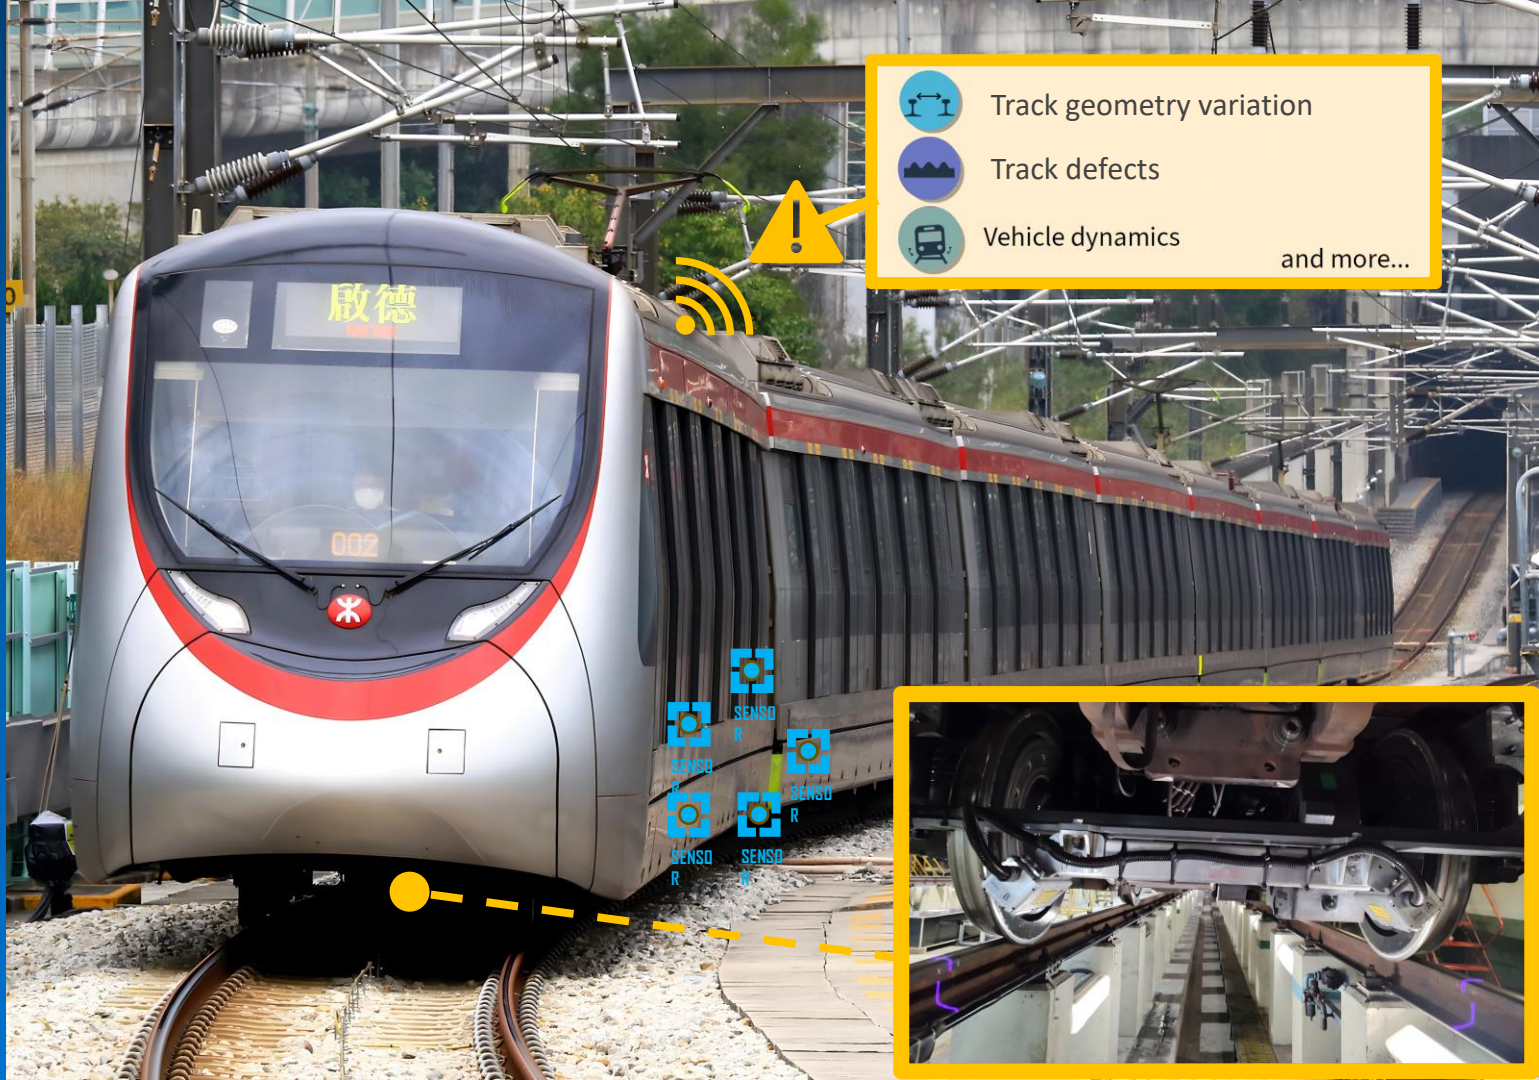 Track geometry variation
Track defects
Vehicle dynamics
and more...
啟德
002
SENSO
R
SENSO
R
SENSO
R
SENSO
R
SENSO
R